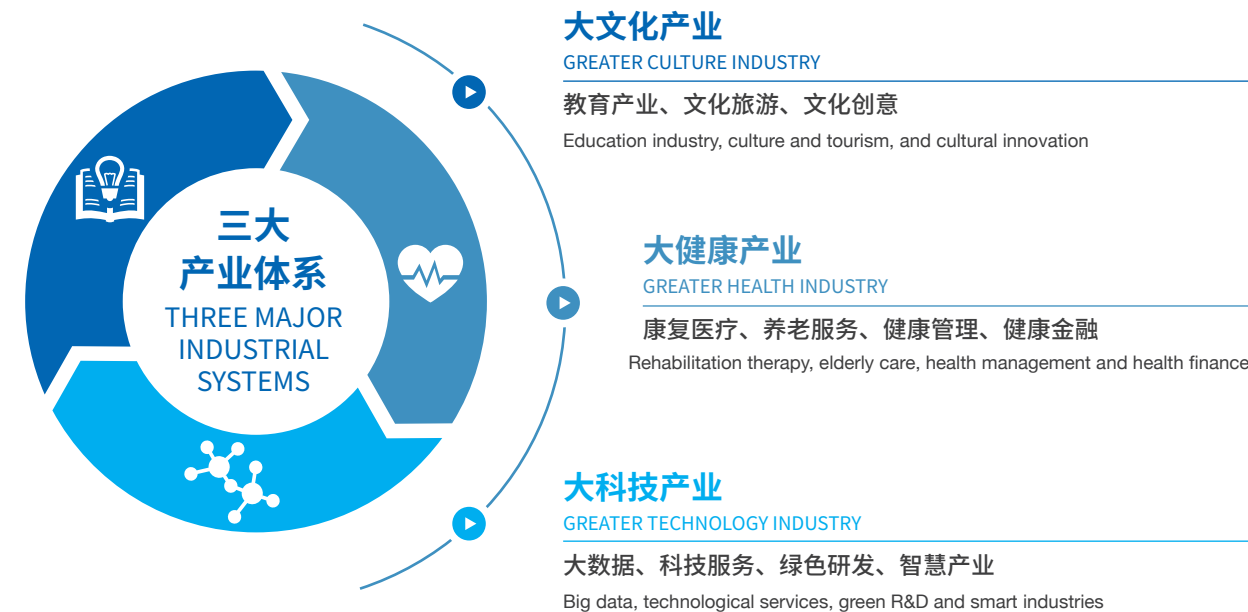 三大
产业体系
THREE MAJOR
INDUSTRIAL
SYSTEMS
大文化产业
GREATER CULTURE INDUSTRY
教育产业、文化旅游、文化创意
Education industry, culture and tourism, and cultural innovation
大健康产业
GREATER HEALTH INDUSTRY
康复医疗、养老服务、健康管理、健康金融
Rehabilitation therapy, elderly care, health management and health finance
大科技产业
GREATER TECHNOLOGY INDUSTRY
大数据、科技服务、绿色研发、智慧产业
Big data, technological services, green R&D and smart industries